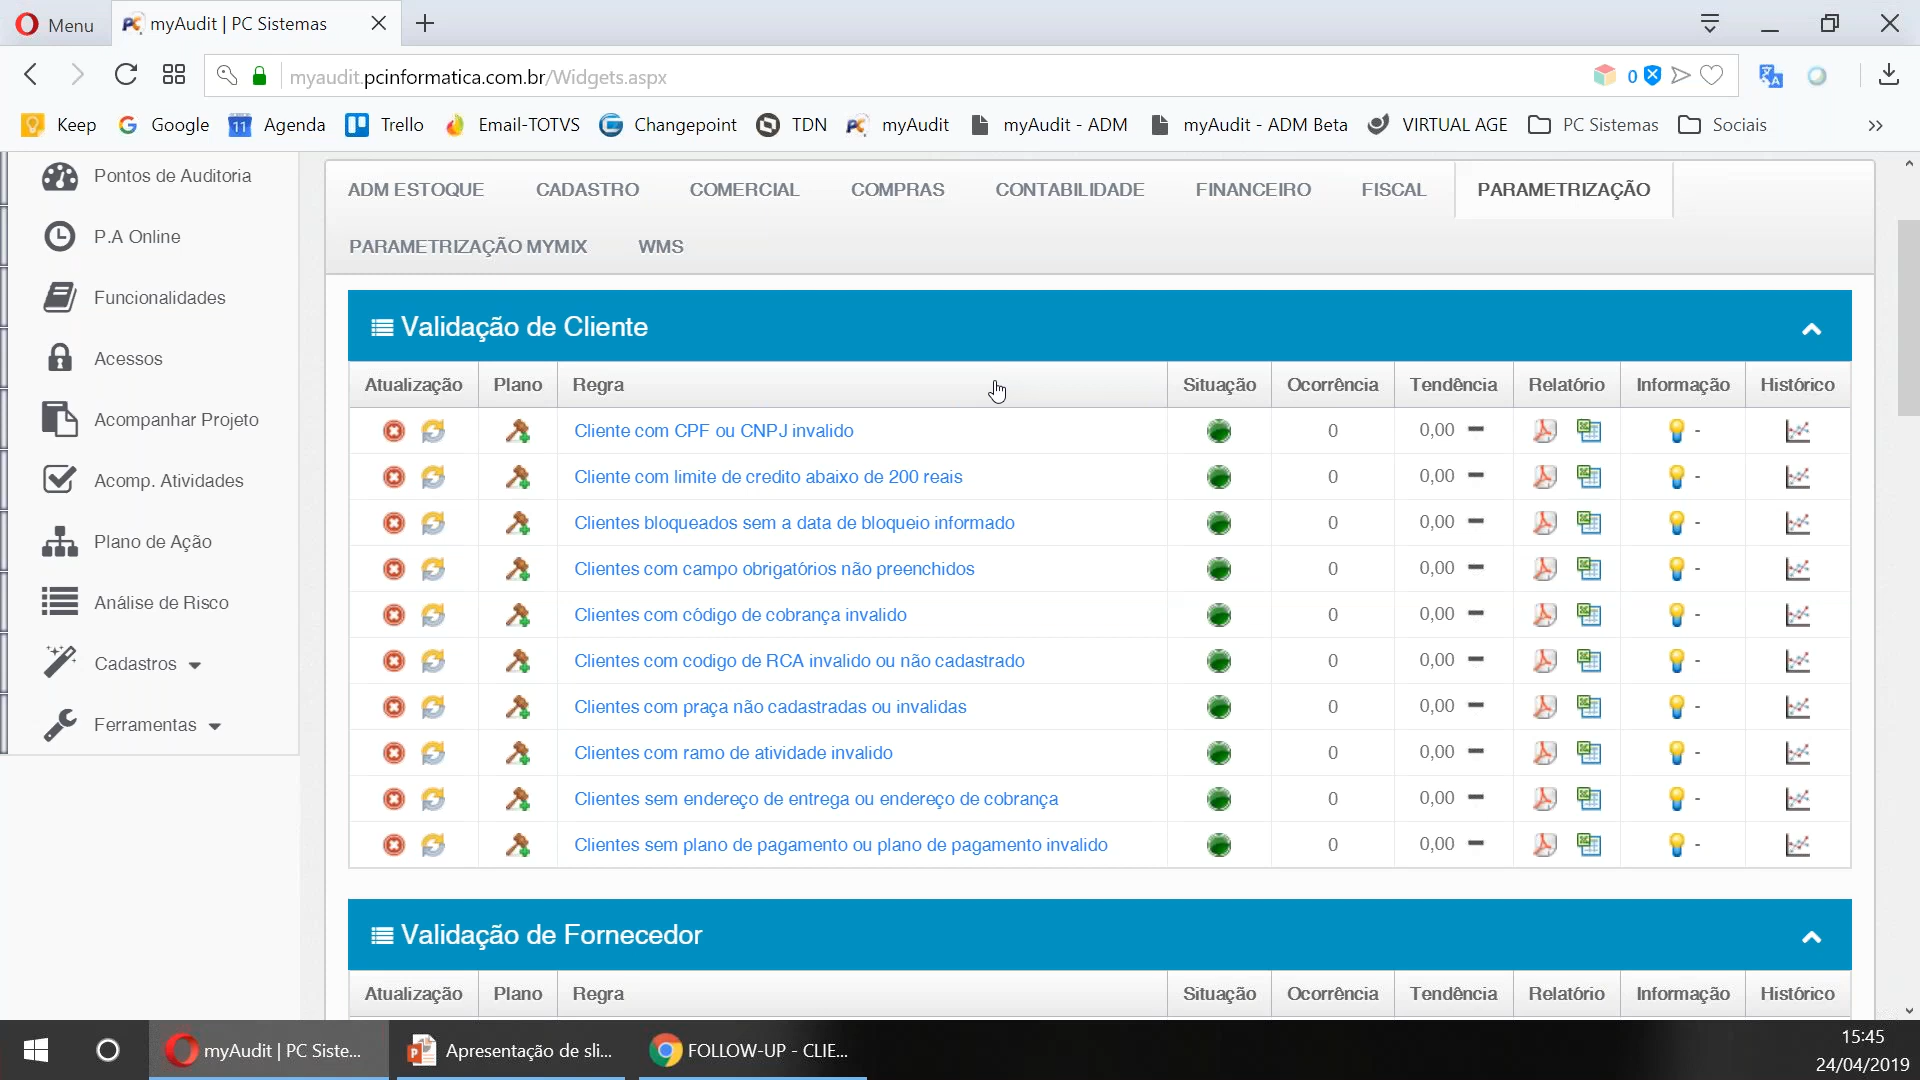 Menu
myAudit | PC Sistemas
myaudit.pcinformatica.com.br/Widgets.aspx
0
Keep
Google
11
Agenda
Trello
Email-TOTVS
Changepoint
TDN
myAudit
myAudit - ADM
myAudit - ADM Beta
VIRTUAL AGE
PC Sistemas
Sociais
Pontos de Auditoria
P.A Online
Funcionalidades
Acessos
Acompanhar Projeto
Acomp. Atividades
Plano de Ação
Análise de Risco
Cadastros
Ferramentas
ADM ESTOQUE CADASTRO COMERCIAL COMPRAS CONTABILIDADE FINANCEIRO FISCAL PARAMETRIZAÇÃO
PARAMETRIZAÇÃO MYMIX WMS
Validação de Cliente
Atualização Plano Regra Situação Ocorrência Tendência Relatório Informação Histórico
Cliente com CPF ou CNPJ invalido 0 0,00 -
Cliente com limite de credito abaixo de 200 reais 0 0,00 -
Clientes bloqueados sem a data de bloqueio informado 0 0,00 -
Clientes com campo obrigatórios não preenchidos 0 0,00 -
Clientes com código de cobrança invalido 0 0,00 -
Clientes com codigo de RCA invalido ou não cadastrado 0 0,00 -
Clientes com praça não cadastradas ou invalidas 0 0,00 -
Clientes com ramo de atividade invalido 0 0,00 -
Clientes sem endereço de entrega ou endereço de cobrança 0 0,00 -
Clientes sem plano de pagamento ou plano de pagamento invalido 0 0,00 -
Validação de Fornecedor
Atualização Plano Regra Situação Ocorrência Tendência Relatório Informação Histórico
myAudit | PC Siste...
Apresentação de sli...
FOLLOW-UP - CLIE...
15:45
24/04/2019